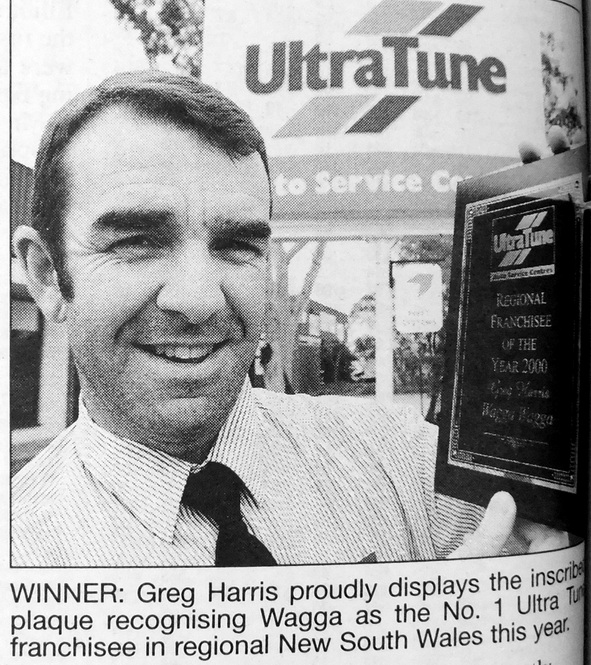 UltraTune
to Service Ce
UltraTune
Auto Service Centres
REGIONAL
FRANCHISEE
OF THE
YEAR 2000
Greg Harris
Wagga Wagga
WINNER: Greg Harris proudly displays the inscribe
plaque recognising Wagga as the No. 1 Ultra Tun
franchisee in regional New South Wales this year.